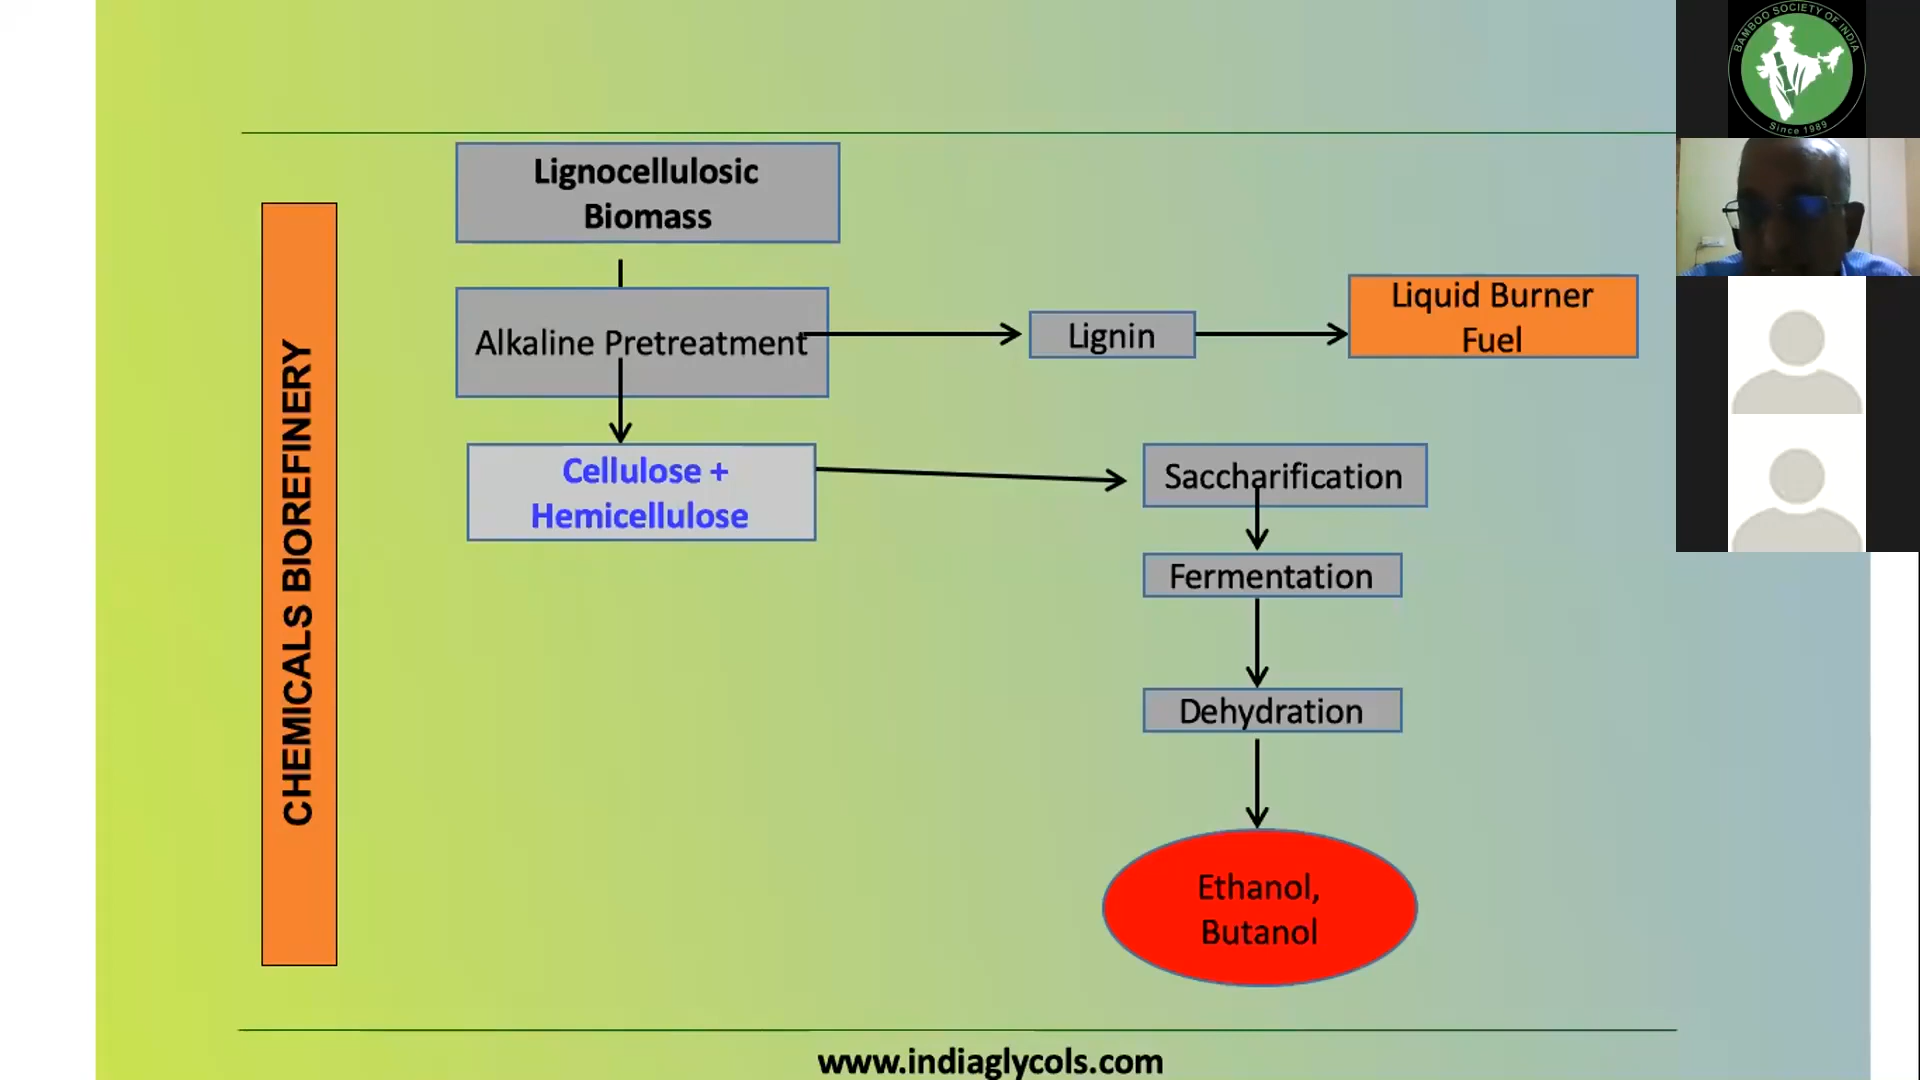 BAMBOO SOCIETY OF INDIA
Since 1989
Lignocellulosic
Biomass
CHEMICALS BIOREFINERY
Alkaline Pretreatment
Lignin
Liquid Burner
Fuel
Cellulose +
Hemicellulose
Saccharification
Fermentation
Dehydration
Ethanol,
Butanol
www.indiaglycols.com